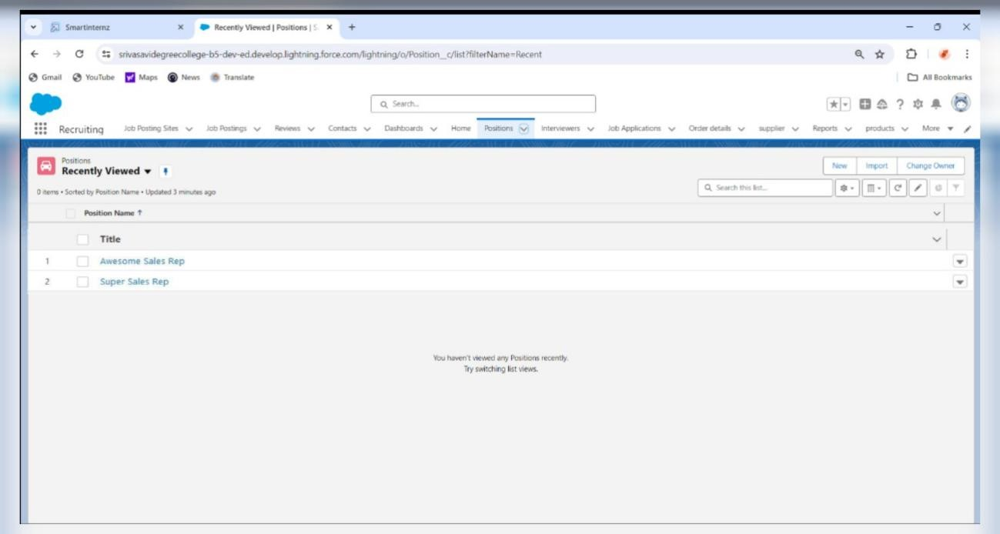 Smartinternz
Recently Viewed | Positions | S
srivasavidegreecollege-b5-dev-ed.develop.lightning.force.com/lightning/o/Position__c/list?filterName=Recent
Gmail YouTube Maps News Translate All Bookmarks
Search...
Recruiting Job Posting Sites Job Postings Reviews Contacts Dashboards Home Positions Interviewers Job Applications Order details supplier Reports products More
Positions
Recently Viewed
New Import Change Owner
0 items • Sorted by Position Name • Updated 3 minutes ago
Search this list...
Position Name ↑
Title
1 Awesome Sales Rep
2 Super Sales Rep
You haven't viewed any Positions recently.
Try switching list views.